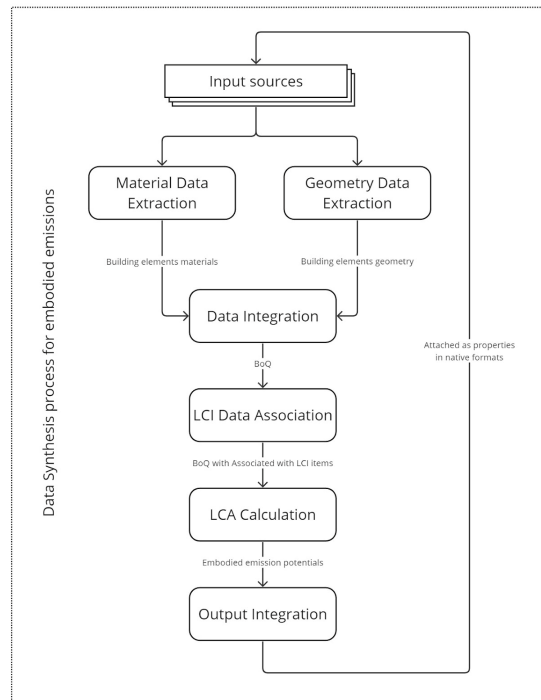 Data Synthesis process for embodied emissions
Input sources
Material Data
Extraction
Geometry Data
Extraction
Building elements materials
Building elements geometry
Data Integration
Attached as properties
in native formats
BoQ
LCI Data Association
BoQ with Associated with LCI items
LCA Calculation
Embodied emission potentials
Output Integration